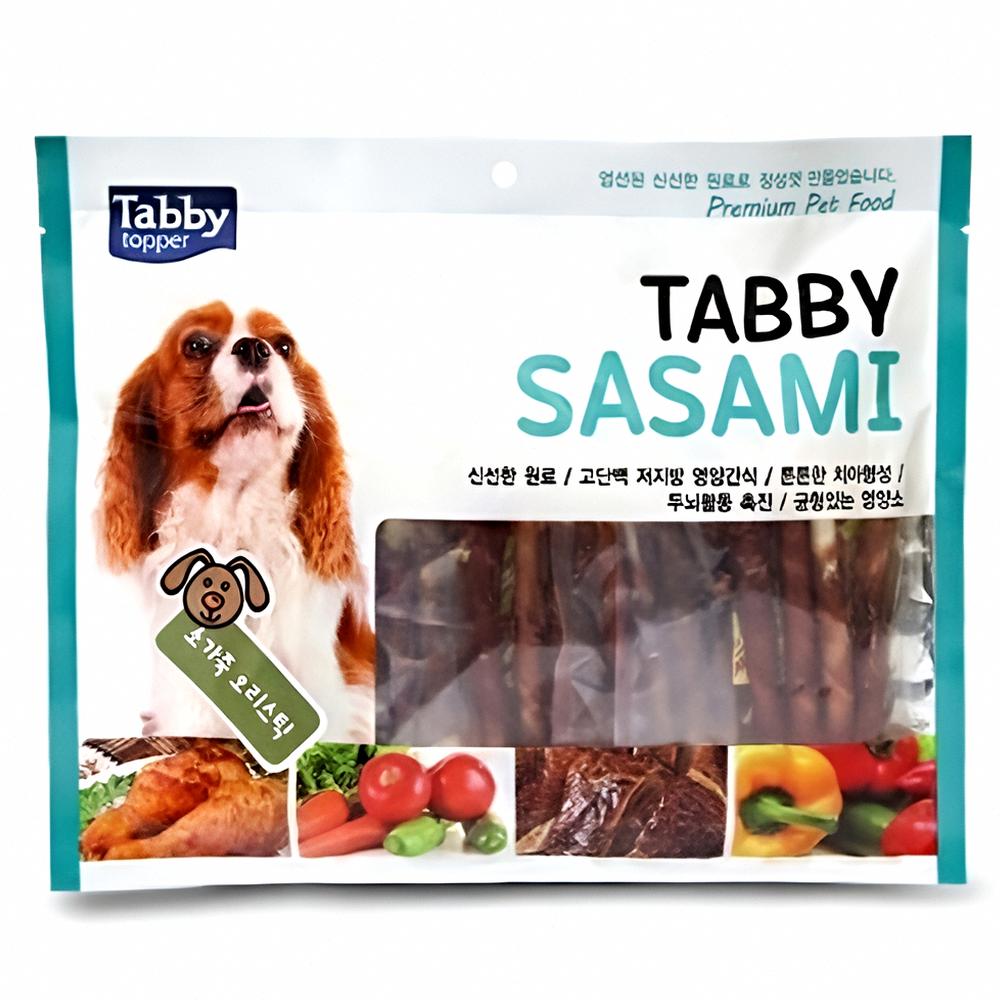 Tabby
topper
엄선된 신선한 원료로 정성껏 만들었습니다.
Premium Pet Food
TABBY
SASAMI
신선한 원료 / 고단백 저지방 영양간식 / 튼튼한 치아형성 /
두뇌활동 촉진 / 균형있는 영양소
소가죽 오리스틱